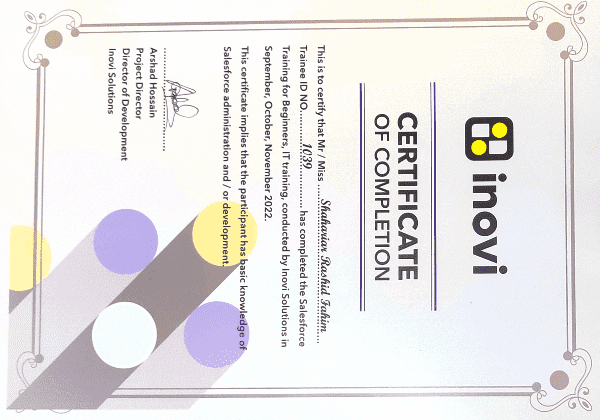 inovi
CERTIFICATE
OF COMPLETION
This is to certify that Mr / Miss ......Shahariar Rashid Fahim......
Trainee ID NO..............1039.............. has completed the Salesforce
Training for Beginners, IT training, conducted by Inovi Solutions in
September, October, November 2022.
This certificate implies that the participant has basic knowledge of
Salesforce administration and / or development.
Arshad Hossain
Project Director
Director of Development
Inovi Solutions